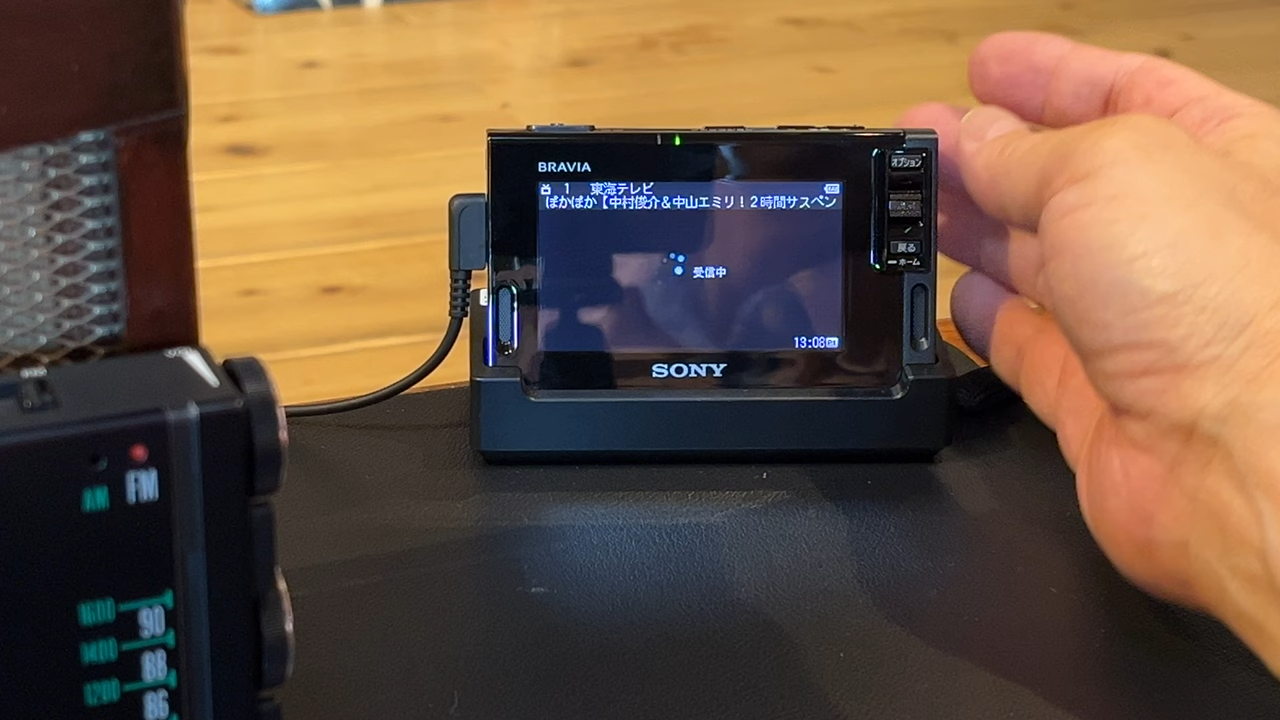 BRAVIA
1 東海テレビ
ぽかぽか【中村俊介＆中山エミリ！２時間サスペン
受信中
13:08
SONY
オプション
戻る
ホーム
AM FM
1600
90
1400
88
1200
86